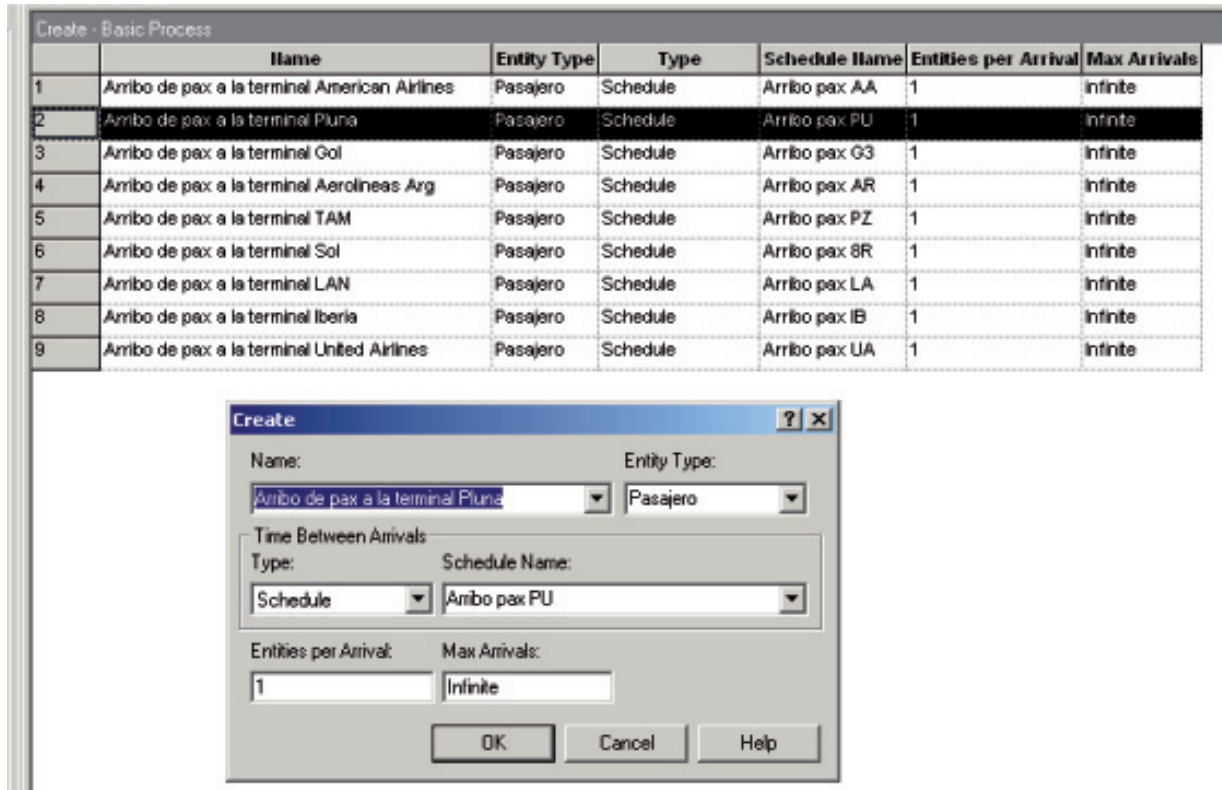 Create - Basic Process
Name Entity Type Type Schedule Name Entities per Arrival Max Arrivals
1 Arribo de pax a la terminal American Airlines Pasajero Schedule Arribo pax AA 1 Infinite
2 Arribo de pax a la terminal Pluna Pasajero Schedule Arribo pax PU 1 Infinite
3 Arribo de pax a la terminal Gol Pasajero Schedule Arribo pax G3 1 Infinite
4 Arribo de pax a la terminal Aerolineas Arg Pasajero Schedule Arribo pax AR 1 Infinite
5 Arribo de pax a la terminal TAM Pasajero Schedule Arribo pax PZ 1 Infinite
6 Arribo de pax a la terminal Sol Pasajero Schedule Arribo pax 8R 1 Infinite
7 Arribo de pax a la terminal LAN Pasajero Schedule Arribo pax LA 1 Infinite
8 Arribo de pax a la terminal Iberia Pasajero Schedule Arribo pax IB 1 Infinite
9 Arribo de pax a la terminal United Airlines Pasajero Schedule Arribo pax UA 1 Infinite
Create ? ×
Name: Entity Type:
Arribo de pax a la terminal Pluna Pasajero
Time Between Arrivals
Type: Schedule Name:
Schedule Arribo pax PU
Entities per Arrival: Max Arrivals:
1 Infinite
OK Cancel Help